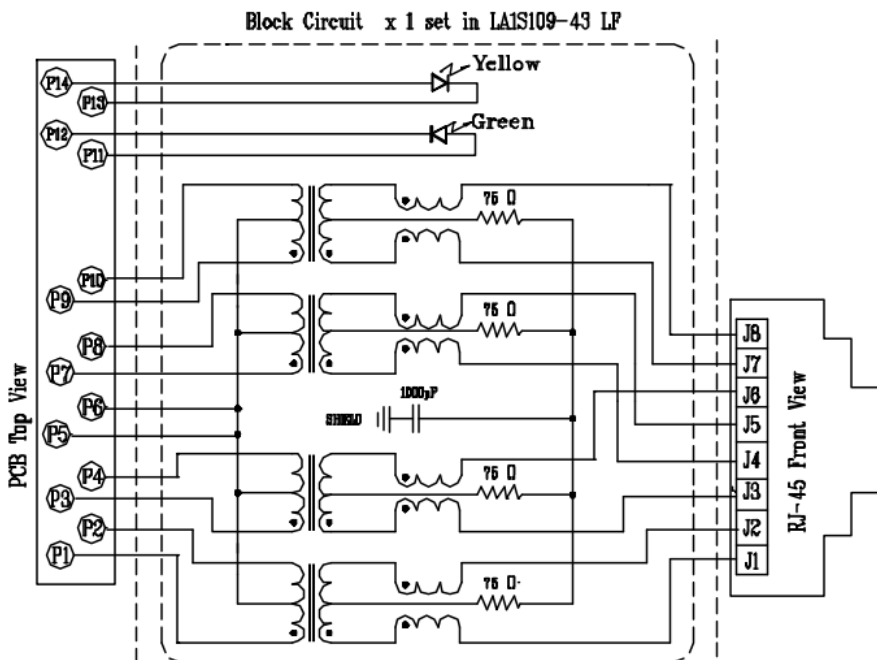 Block Circuit x 1 set in LA1S109-43 LF
P14
Yellow
P13
P12
Green
P11
75 Ω
P10
P9
75 Ω
P8
P7
1000pF
P6
SHIELD
P5
P4
75 Ω
P3
P2
P1
75 Ω
PCB Top View
J8
J7
J6
J5
J4
J3
J2
J1
RJ-45 Front View